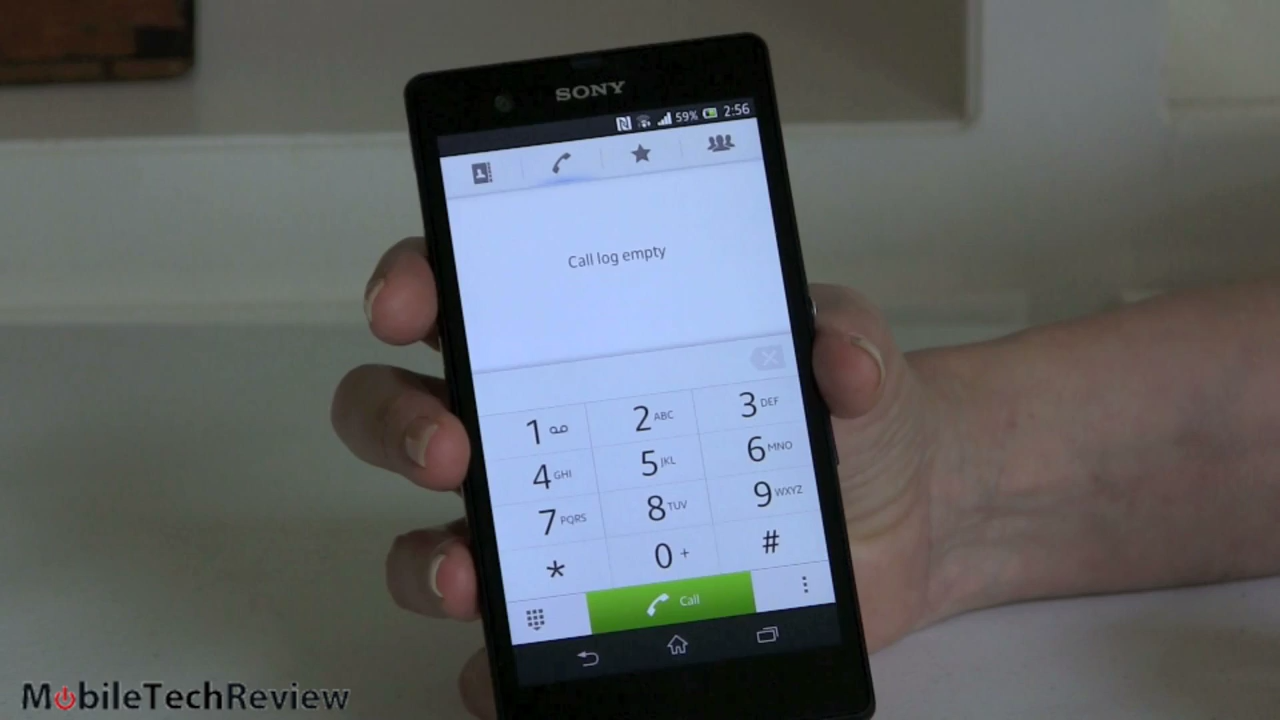 SONY
59% 2:56
Call log empty
1 2 ABC 3 DEF
4 GHI 5 JKL 6 MNO
7 PQRS 8 TUV 9 WXYZ
* 0 + #
Call
MobileTechReview